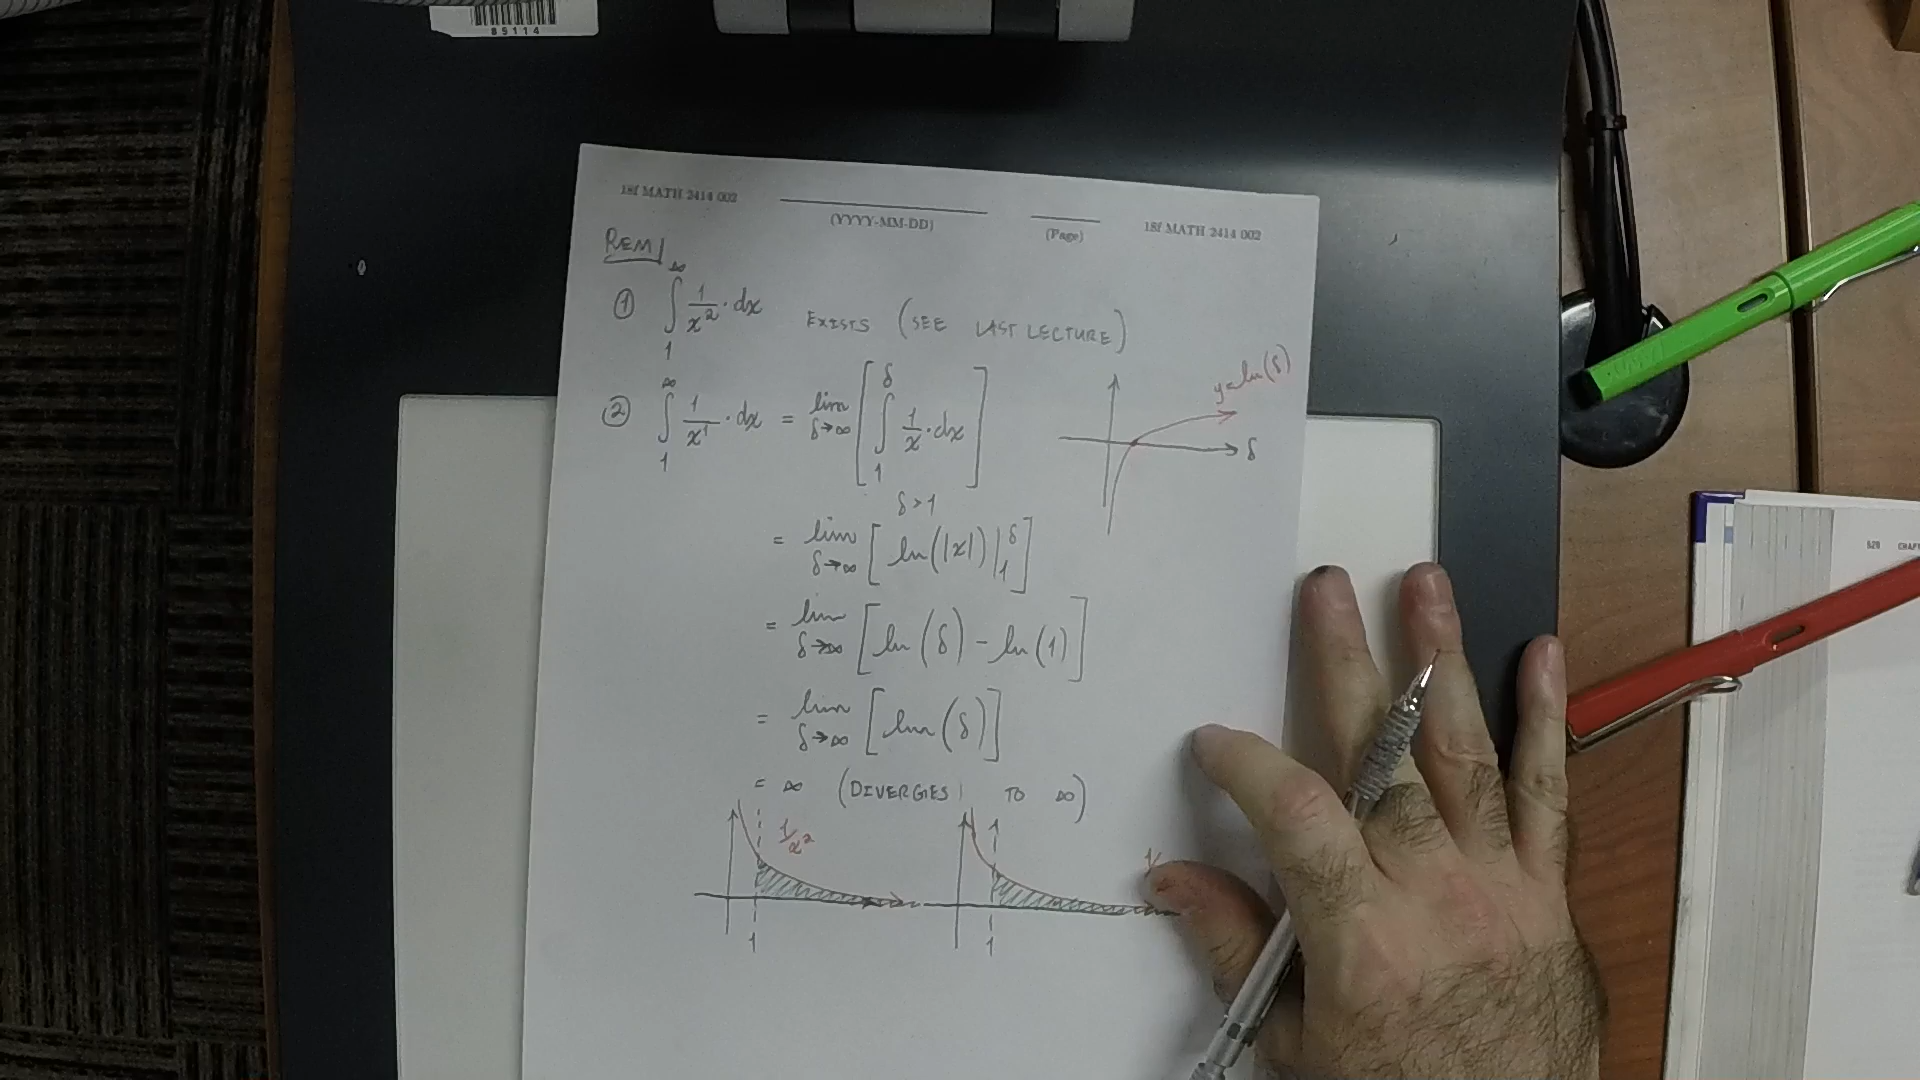 85114
18f MATH 2414 002 (YYYY-MM-DD) (Page) 18f MATH 2414 002
REM
① ∫₁^∞ 1/x² · dx EXISTS (SEE LAST LECTURE)
② ∫₁^∞ 1/x¹ · dx = lim δ→∞ [∫₁^δ 1/x · dx]
δ > 1
y = ln(δ)
δ
= lim δ→∞ [ln(|x|)|₁^δ]
= lim δ→∞ [ln(δ) - ln(1)]
= lim δ→∞ [ln(δ)]
= ∞ (DIVERGES TO ∞)
1/x²
1
1
520